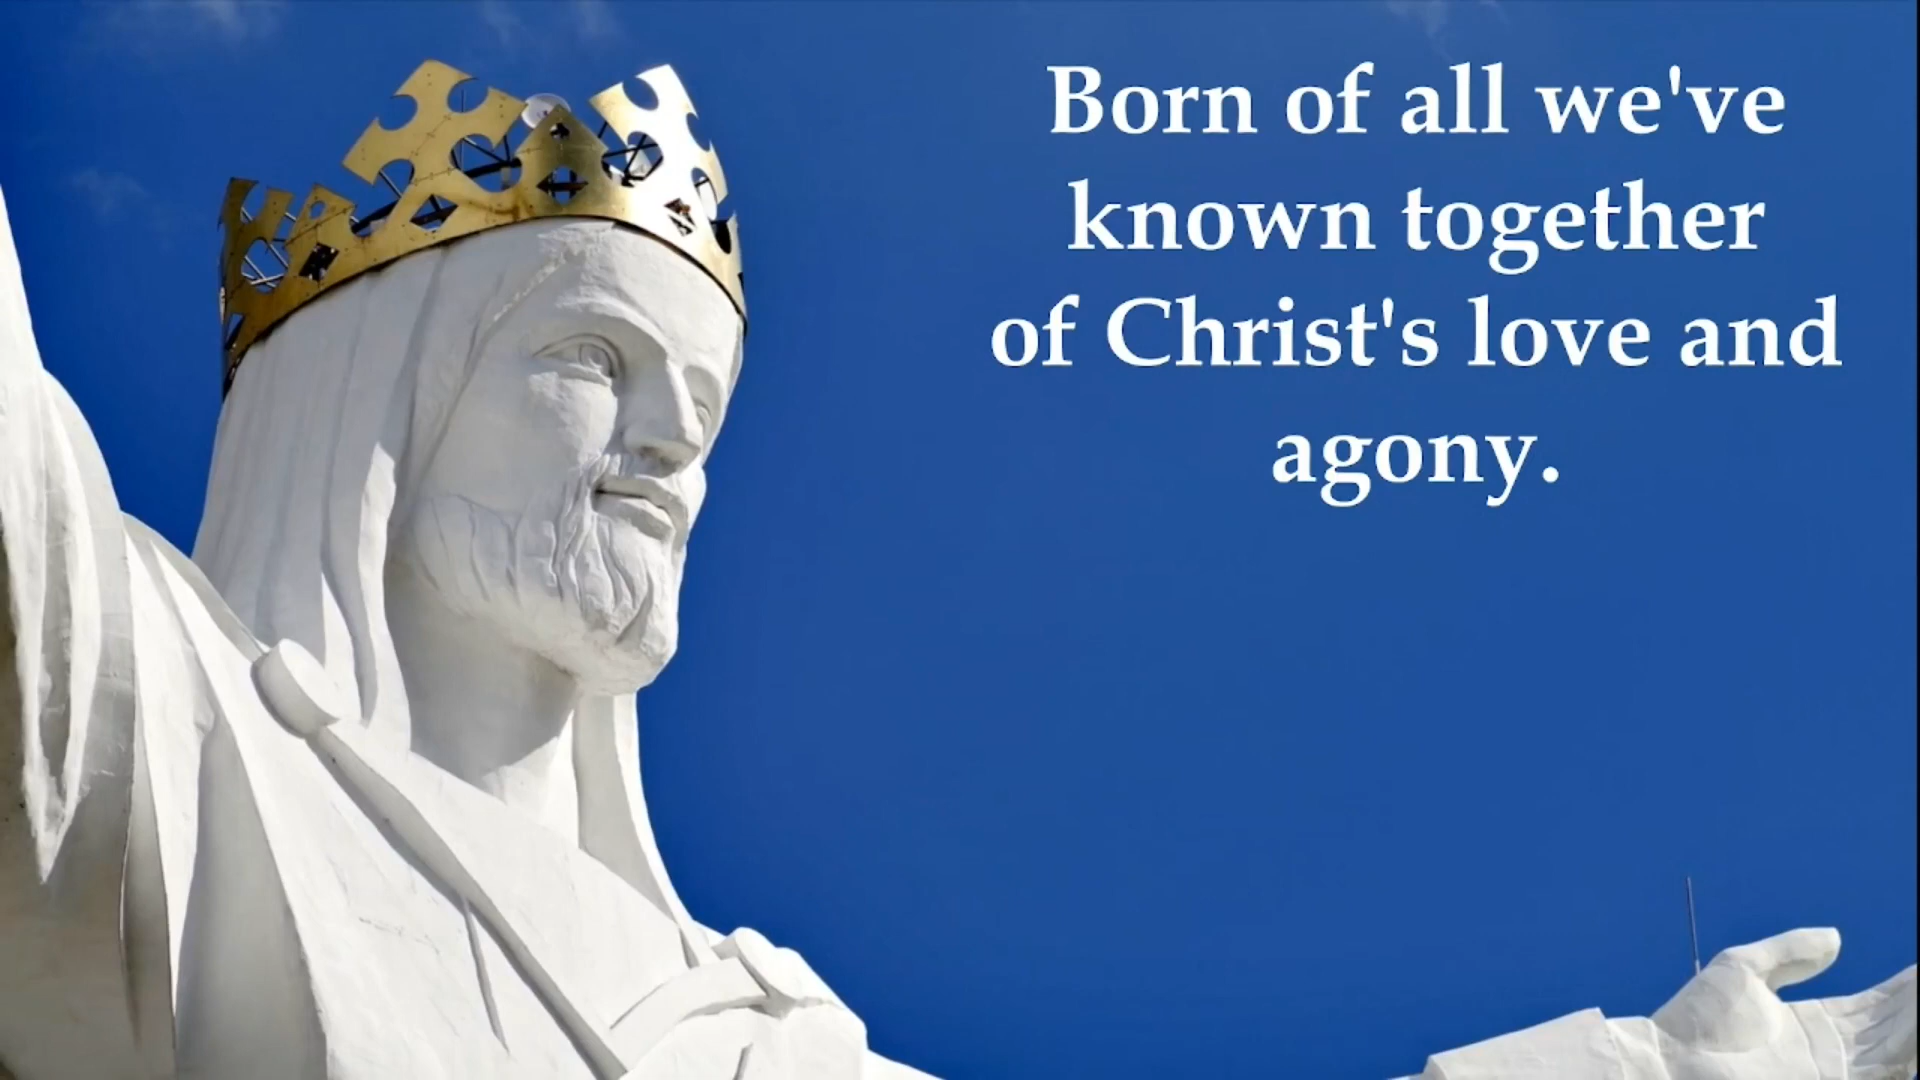 Born of all we've
known together
of Christ's love and
agony.